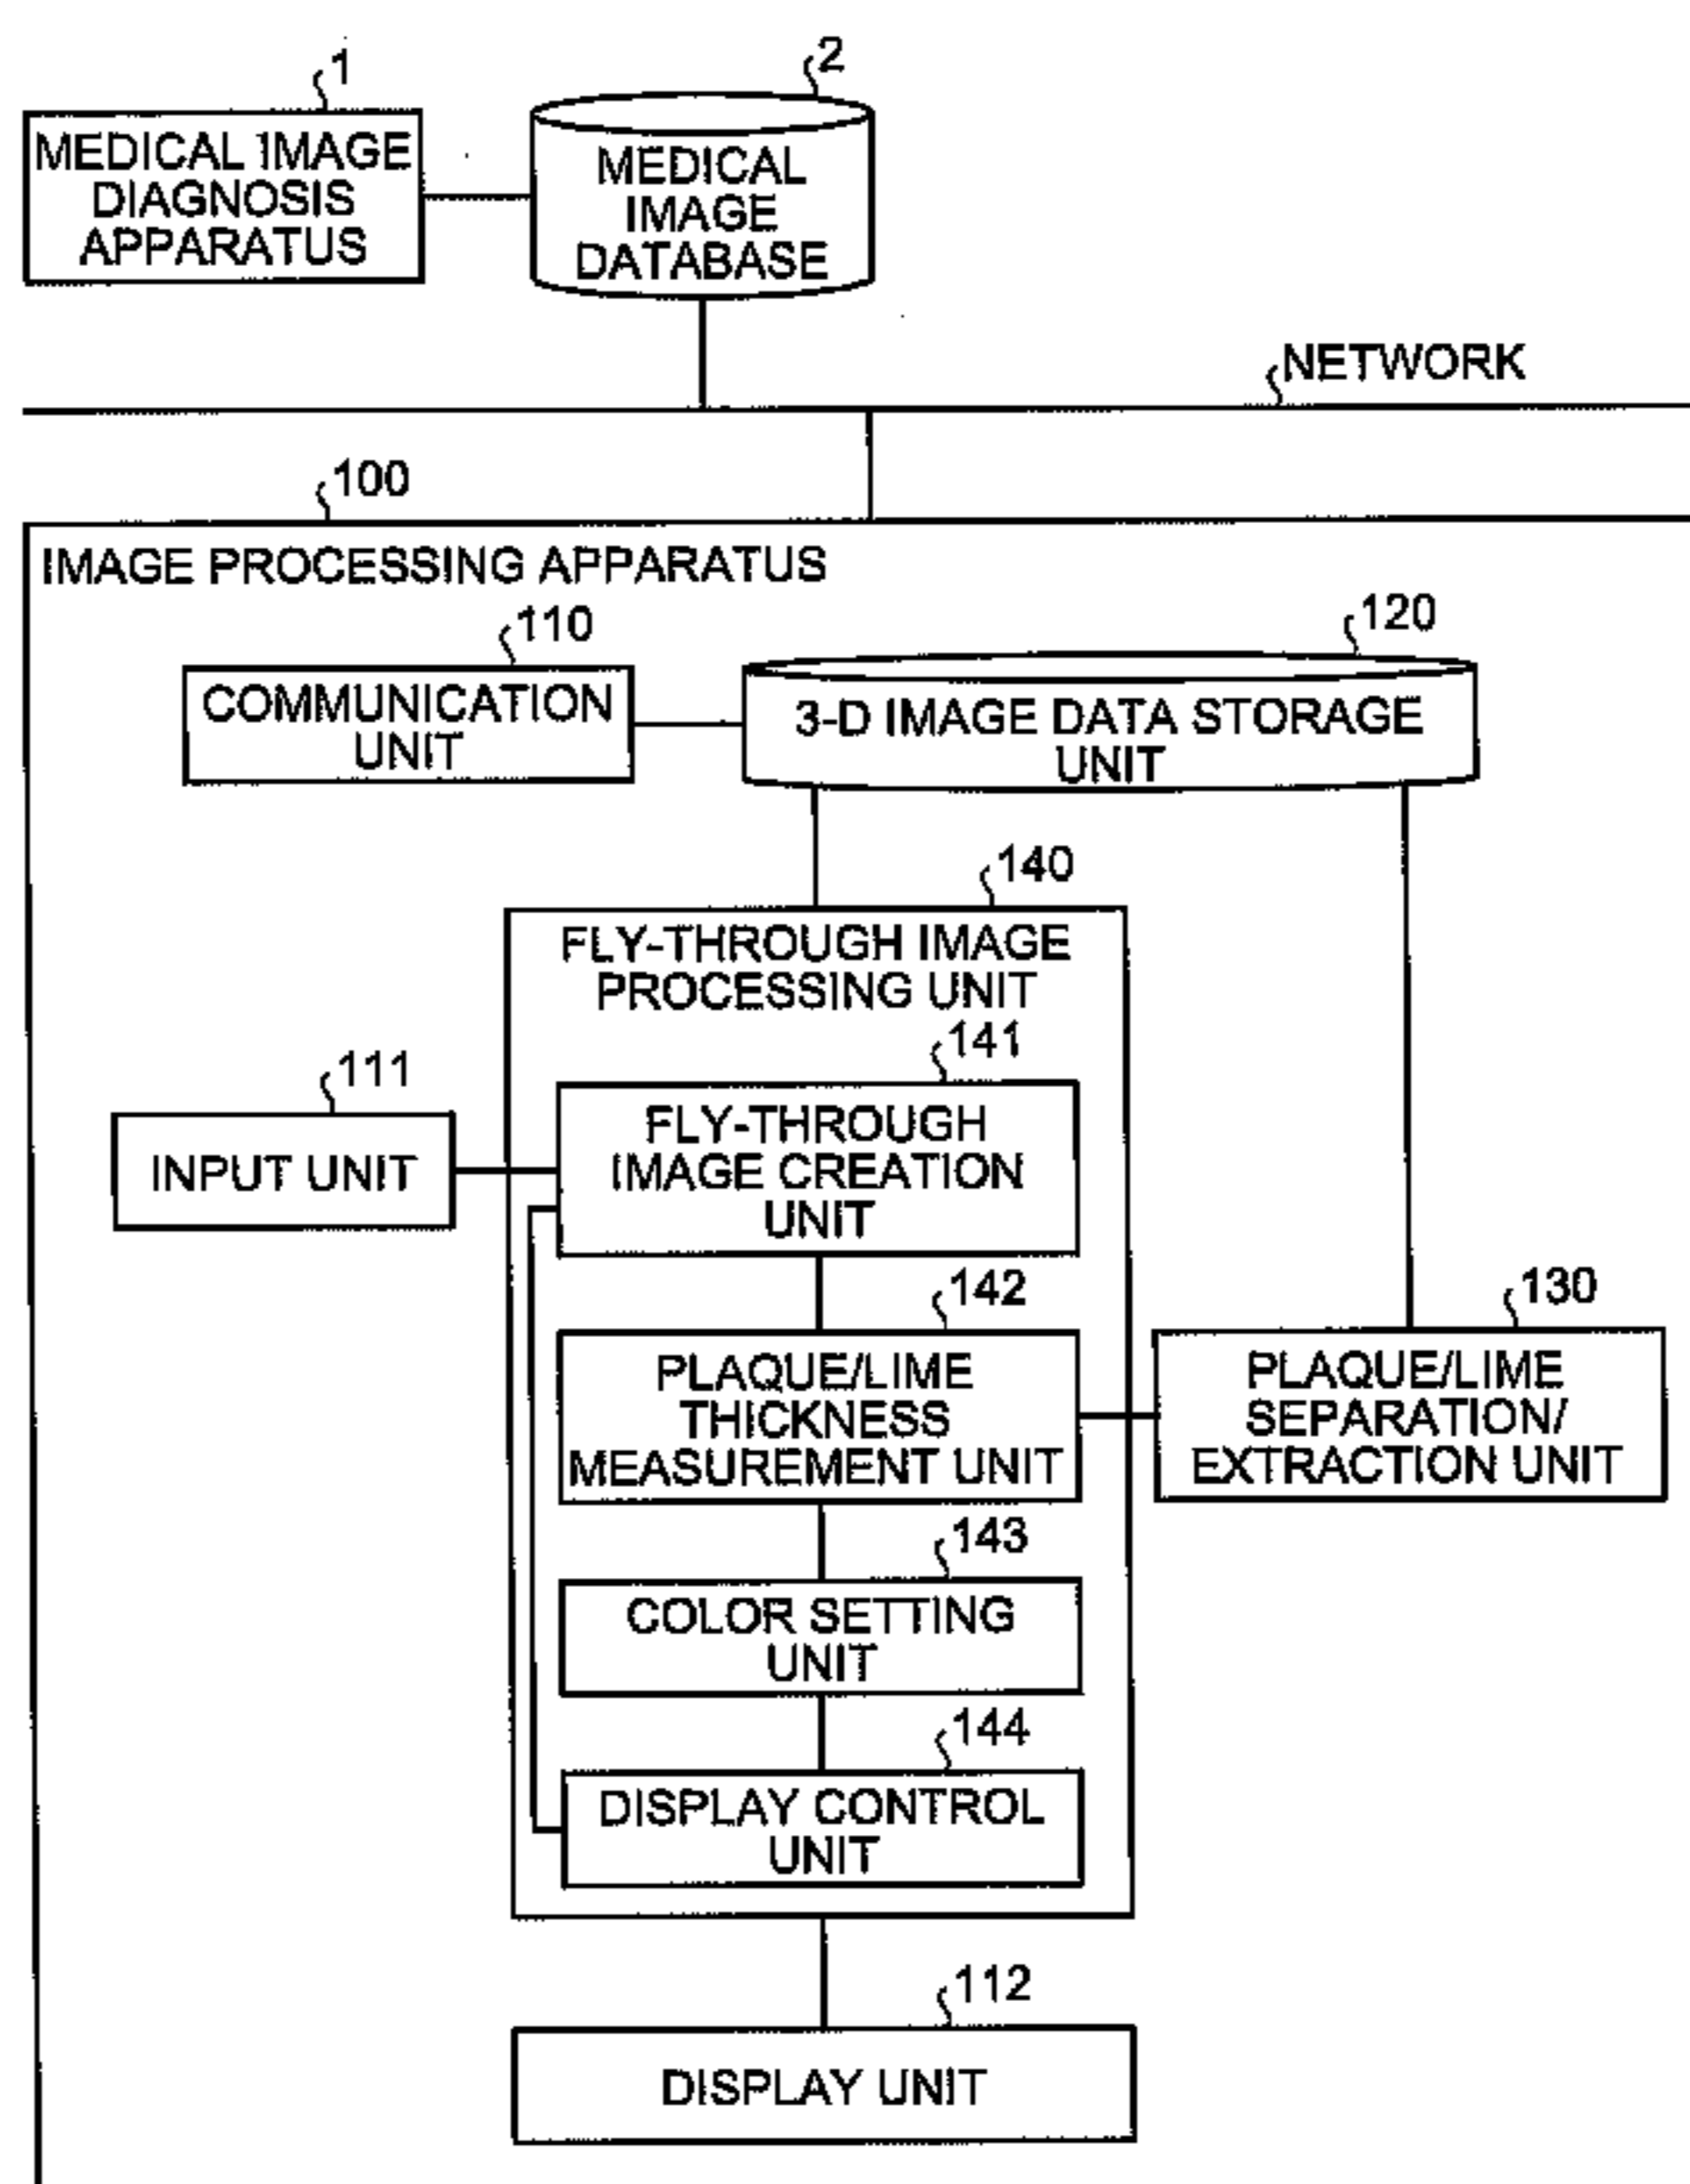 1
MEDICAL IMAGE
DIAGNOSIS
APPARATUS
2
MEDICAL
IMAGE
DATABASE
NETWORK
100
IMAGE PROCESSING APPARATUS
110
COMMUNICATION
UNIT
120
3-D IMAGE DATA STORAGE
UNIT
140
FLY-THROUGH IMAGE
PROCESSING UNIT
111
INPUT UNIT
141
FLY-THROUGH
IMAGE CREATION
UNIT
142
PLAQUE/LIME
THICKNESS
MEASUREMENT UNIT
130
PLAQUE/LIME
SEPARATION/
EXTRACTION UNIT
143
COLOR SETTING
UNIT
144
DISPLAY CONTROL
UNIT
112
DISPLAY UNIT